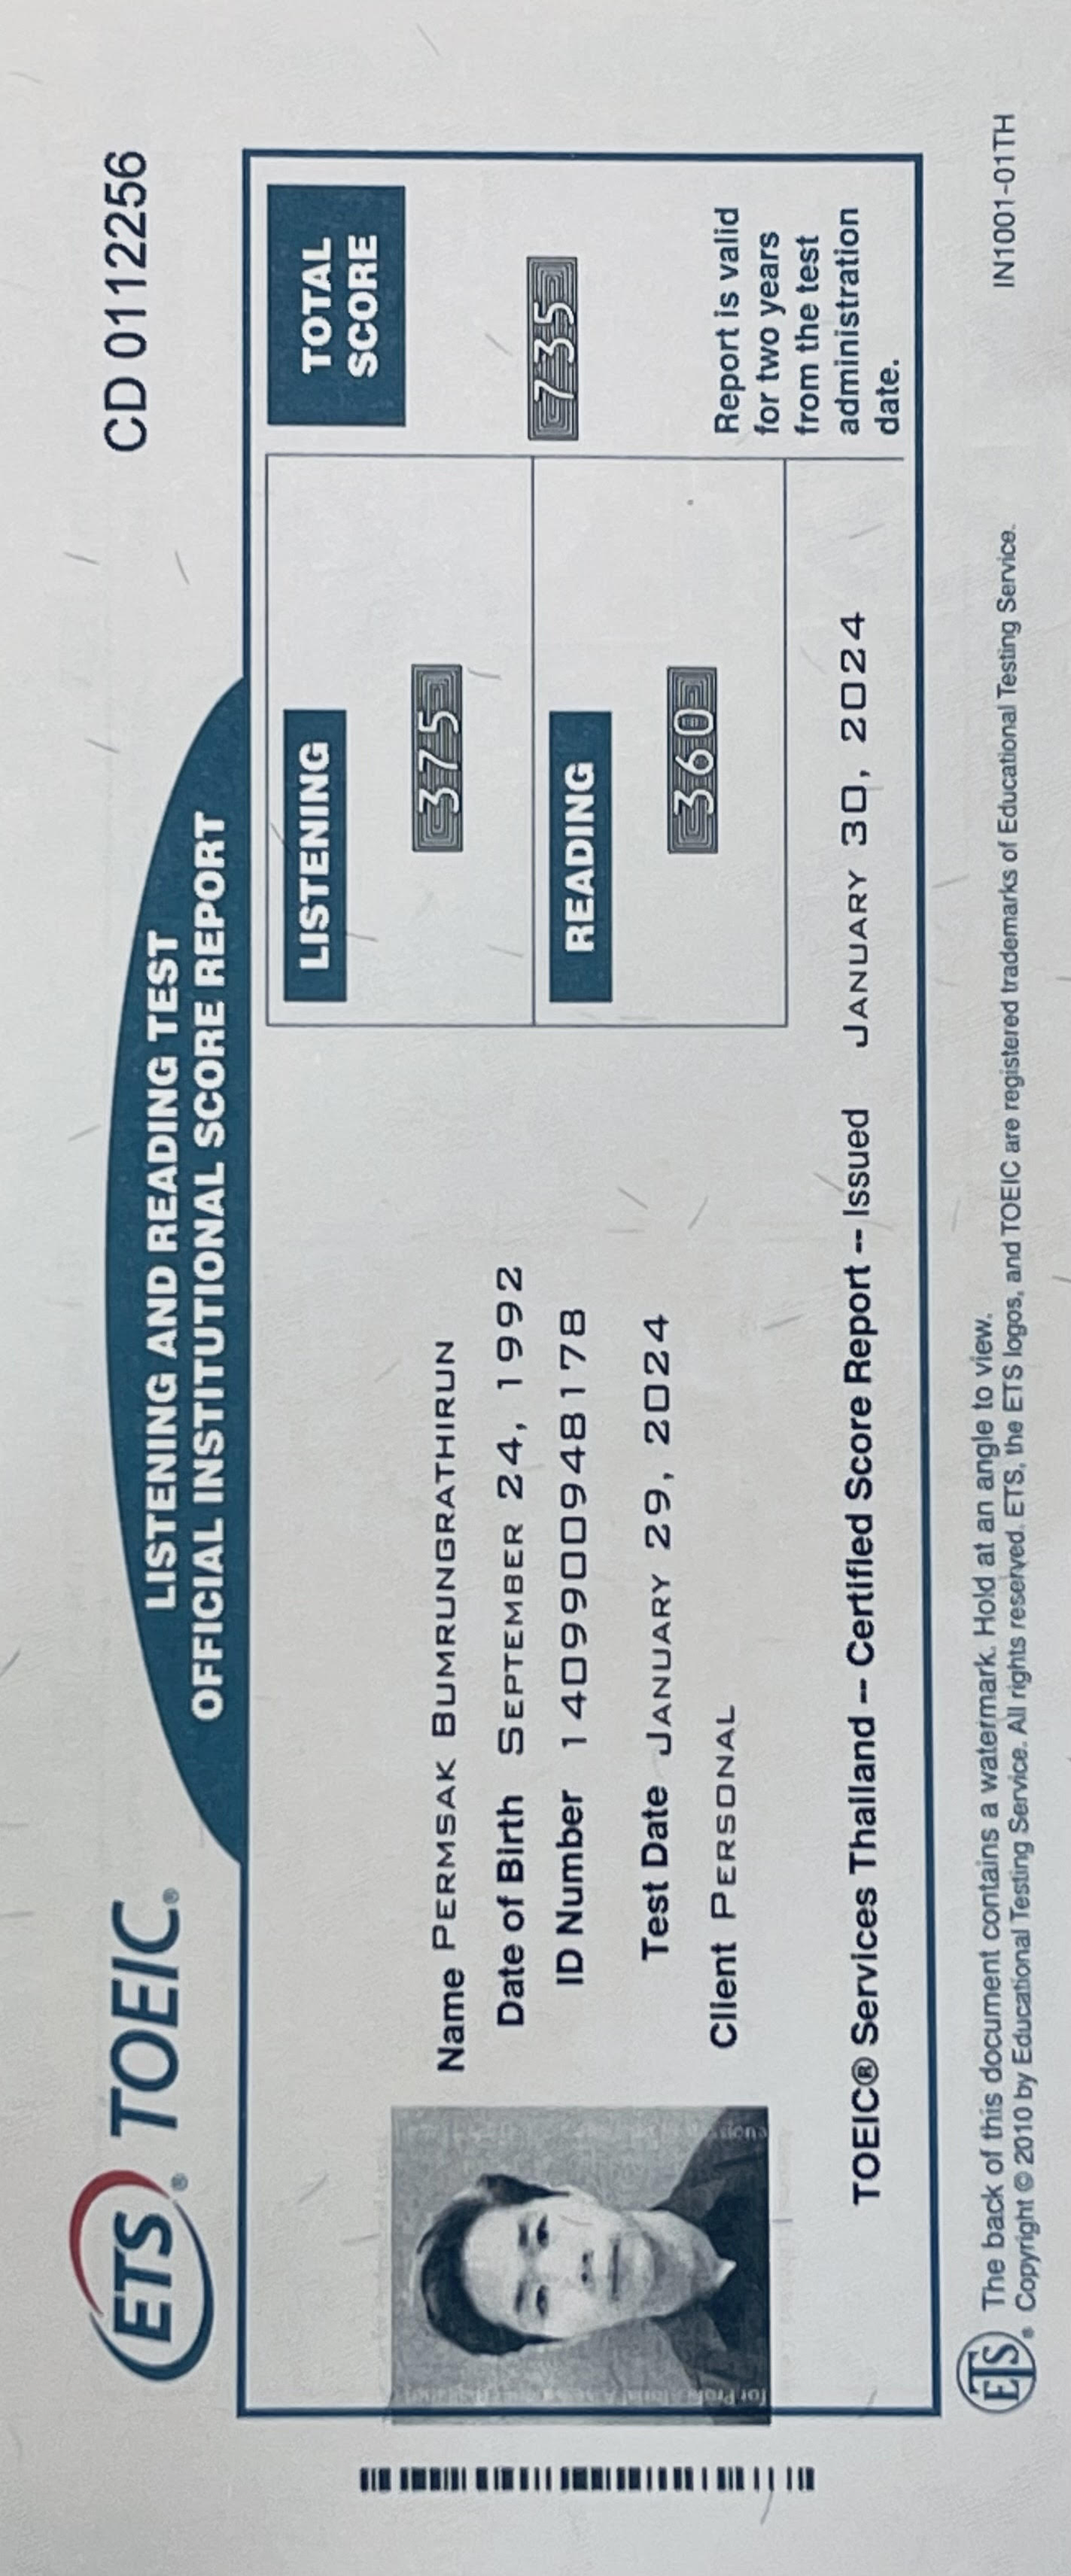 ETS® TOEIC®
CD 0112256
LISTENING AND READING TEST
OFFICIAL INSTITUTIONAL SCORE REPORT
Name PERMSAK BUMRUNGRATHIRUN
Date of Birth SEPTEMBER 24, 1992
ID Number 1409900948178
Test Date JANUARY 29, 2024
Client PERSONAL
LISTENING
375
READING
360
TOTAL
SCORE
735
Report is valid
for two years
from the test
administration
date.
TOEIC® Services Thailand -- Certified Score Report -- Issued JANUARY 30, 2024
ETS®
The back of this document contains a watermark. Hold at an angle to view.
Copyright © 2010 by Educational Testing Service. All rights reserved. ETS, the ETS logos, and TOEIC are registered trademarks of Educational Testing Service.
IN1001-01TH